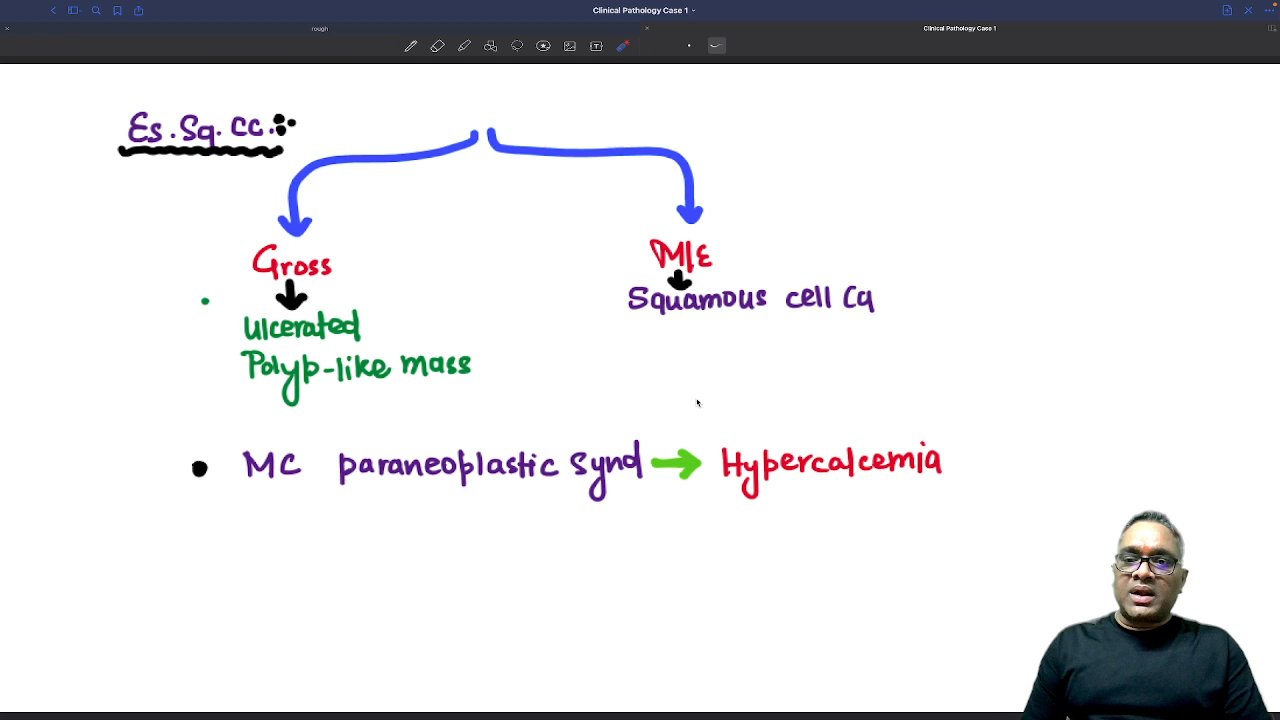 Clinical Pathology Case 1
rough
Clinical Pathology Case 1
Es.Sq.CC.:
Gross
M/E
Ulcerated
Polyp-like mass
Squamous cell Ca
MC paraneoplastic Synd → Hypercalcemia